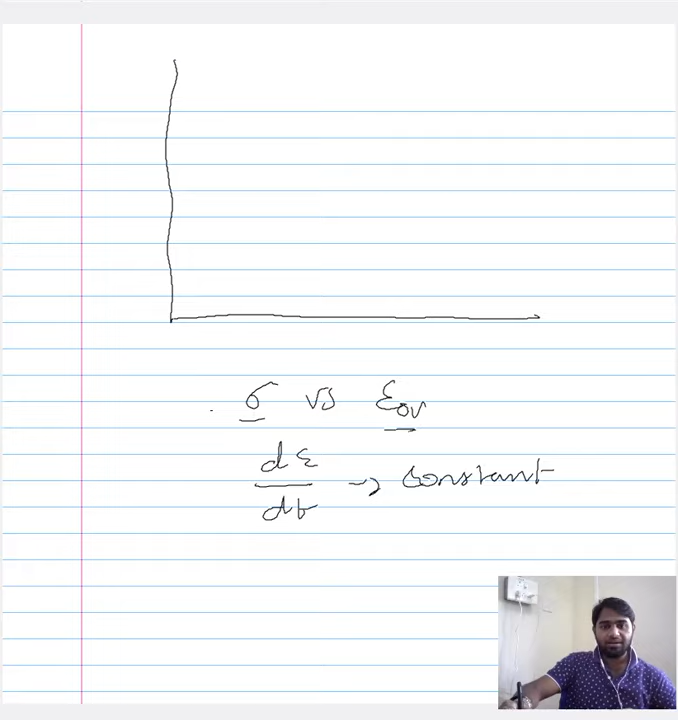 σ vs ε_ov
dε/dt → constant